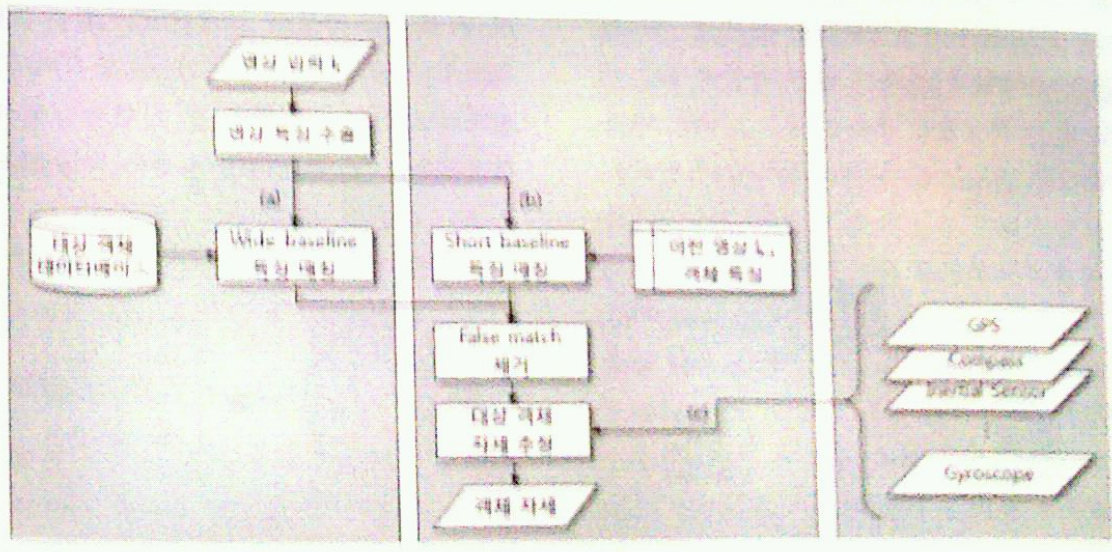 영상 입력 I
영상 특징 추출
(a)
(b)
대상 객체
데이터베이스
Wide baseline
특징 매칭
Short baseline
특징 매칭
이전 영상 I
객체 특징
False match
제거
대상 객체
자세 추정
(c)
객체 자세
GPS
Compass
Inertial Sensor
Gyroscope